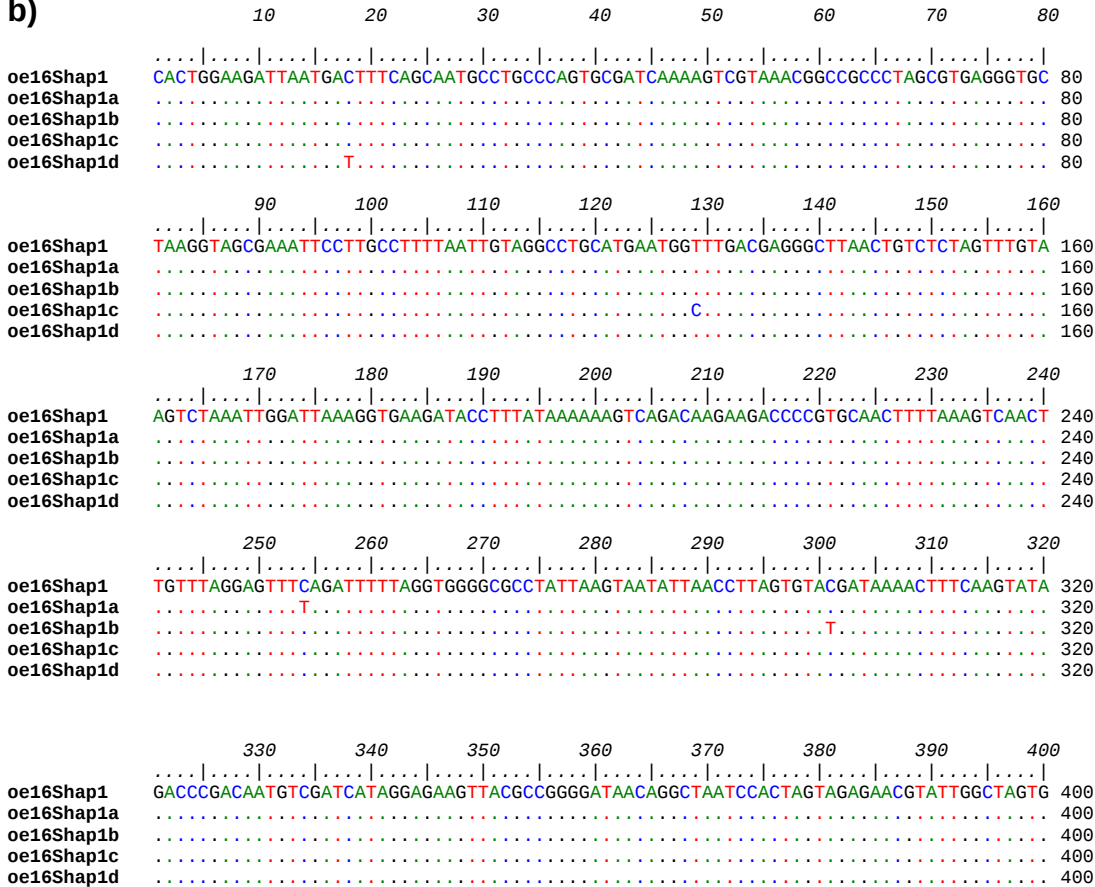 b)
10 20 30 40 50 60 70 80
....|....|....|....|....|....|....|....|....|....|....|....|....|....|....|....|
oe16Shap1 CACTGGAAGATTAATGACTTTCAGCAATGCCTGCCCAGTGCGATCAAAAGTCGTAAACGGCCGCCCTAGCGTGAGGGTGC 80
oe16Shap1a ................................................................................ 80
oe16Shap1b ................................................................................ 80
oe16Shap1c ................................................................................ 80
oe16Shap1d .................T.............................................................. 80
90 100 110 120 130 140 150 160
....|....|....|....|....|....|....|....|....|....|....|....|....|....|....|....|
oe16Shap1 TAAGGTAGCGAAATTCCTTGCCTTTTAATTGTAGGCCTGCATGAATGGTTTGACGAGGGCTTAACTGTCTCTAGTTTGTA 160
oe16Shap1a ................................................................................ 160
oe16Shap1b ................................................................................ 160
oe16Shap1c ................................................C............................... 160
oe16Shap1d ................................................................................ 160
170 180 190 200 210 220 230 240
....|....|....|....|....|....|....|....|....|....|....|....|....|....|....|....|
oe16Shap1 AGTCTAAATTGGATTAAAGGTGAAGATACCTTTATAAAAAAGTCAGACAAGAAGACCCCGTGCAACTTTTAAAGTCAACT 240
oe16Shap1a ................................................................................ 240
oe16Shap1b ................................................................................ 240
oe16Shap1c ................................................................................ 240
oe16Shap1d ................................................................................ 240
250 260 270 280 290 300 310 320
....|....|....|....|....|....|....|....|....|....|....|....|....|....|....|....|
oe16Shap1 TGTTTAGGAGTTTCAGATTTTTAGGTGGGGCGCCTATTAAGTAATATTAACCTTAGTGTACGATAAAACTTTCAAGTATA 320
oe16Shap1a .............T.................................................................. 320
oe16Shap1b ............................................................T................... 320
oe16Shap1c ................................................................................ 320
oe16Shap1d ................................................................................ 320
330 340 350 360 370 380 390 400
....|....|....|....|....|....|....|....|....|....|....|....|....|....|....|....|
oe16Shap1 GACCCGACAATGTCGATCATAGGAGAAGTTACGCCGGGGATAACAGGCTAATCCACTAGTAGAGAACGTATTGGCTAGTG 400
oe16Shap1a ................................................................................ 400
oe16Shap1b ................................................................................ 400
oe16Shap1c ................................................................................ 400
oe16Shap1d ................................................................................ 400